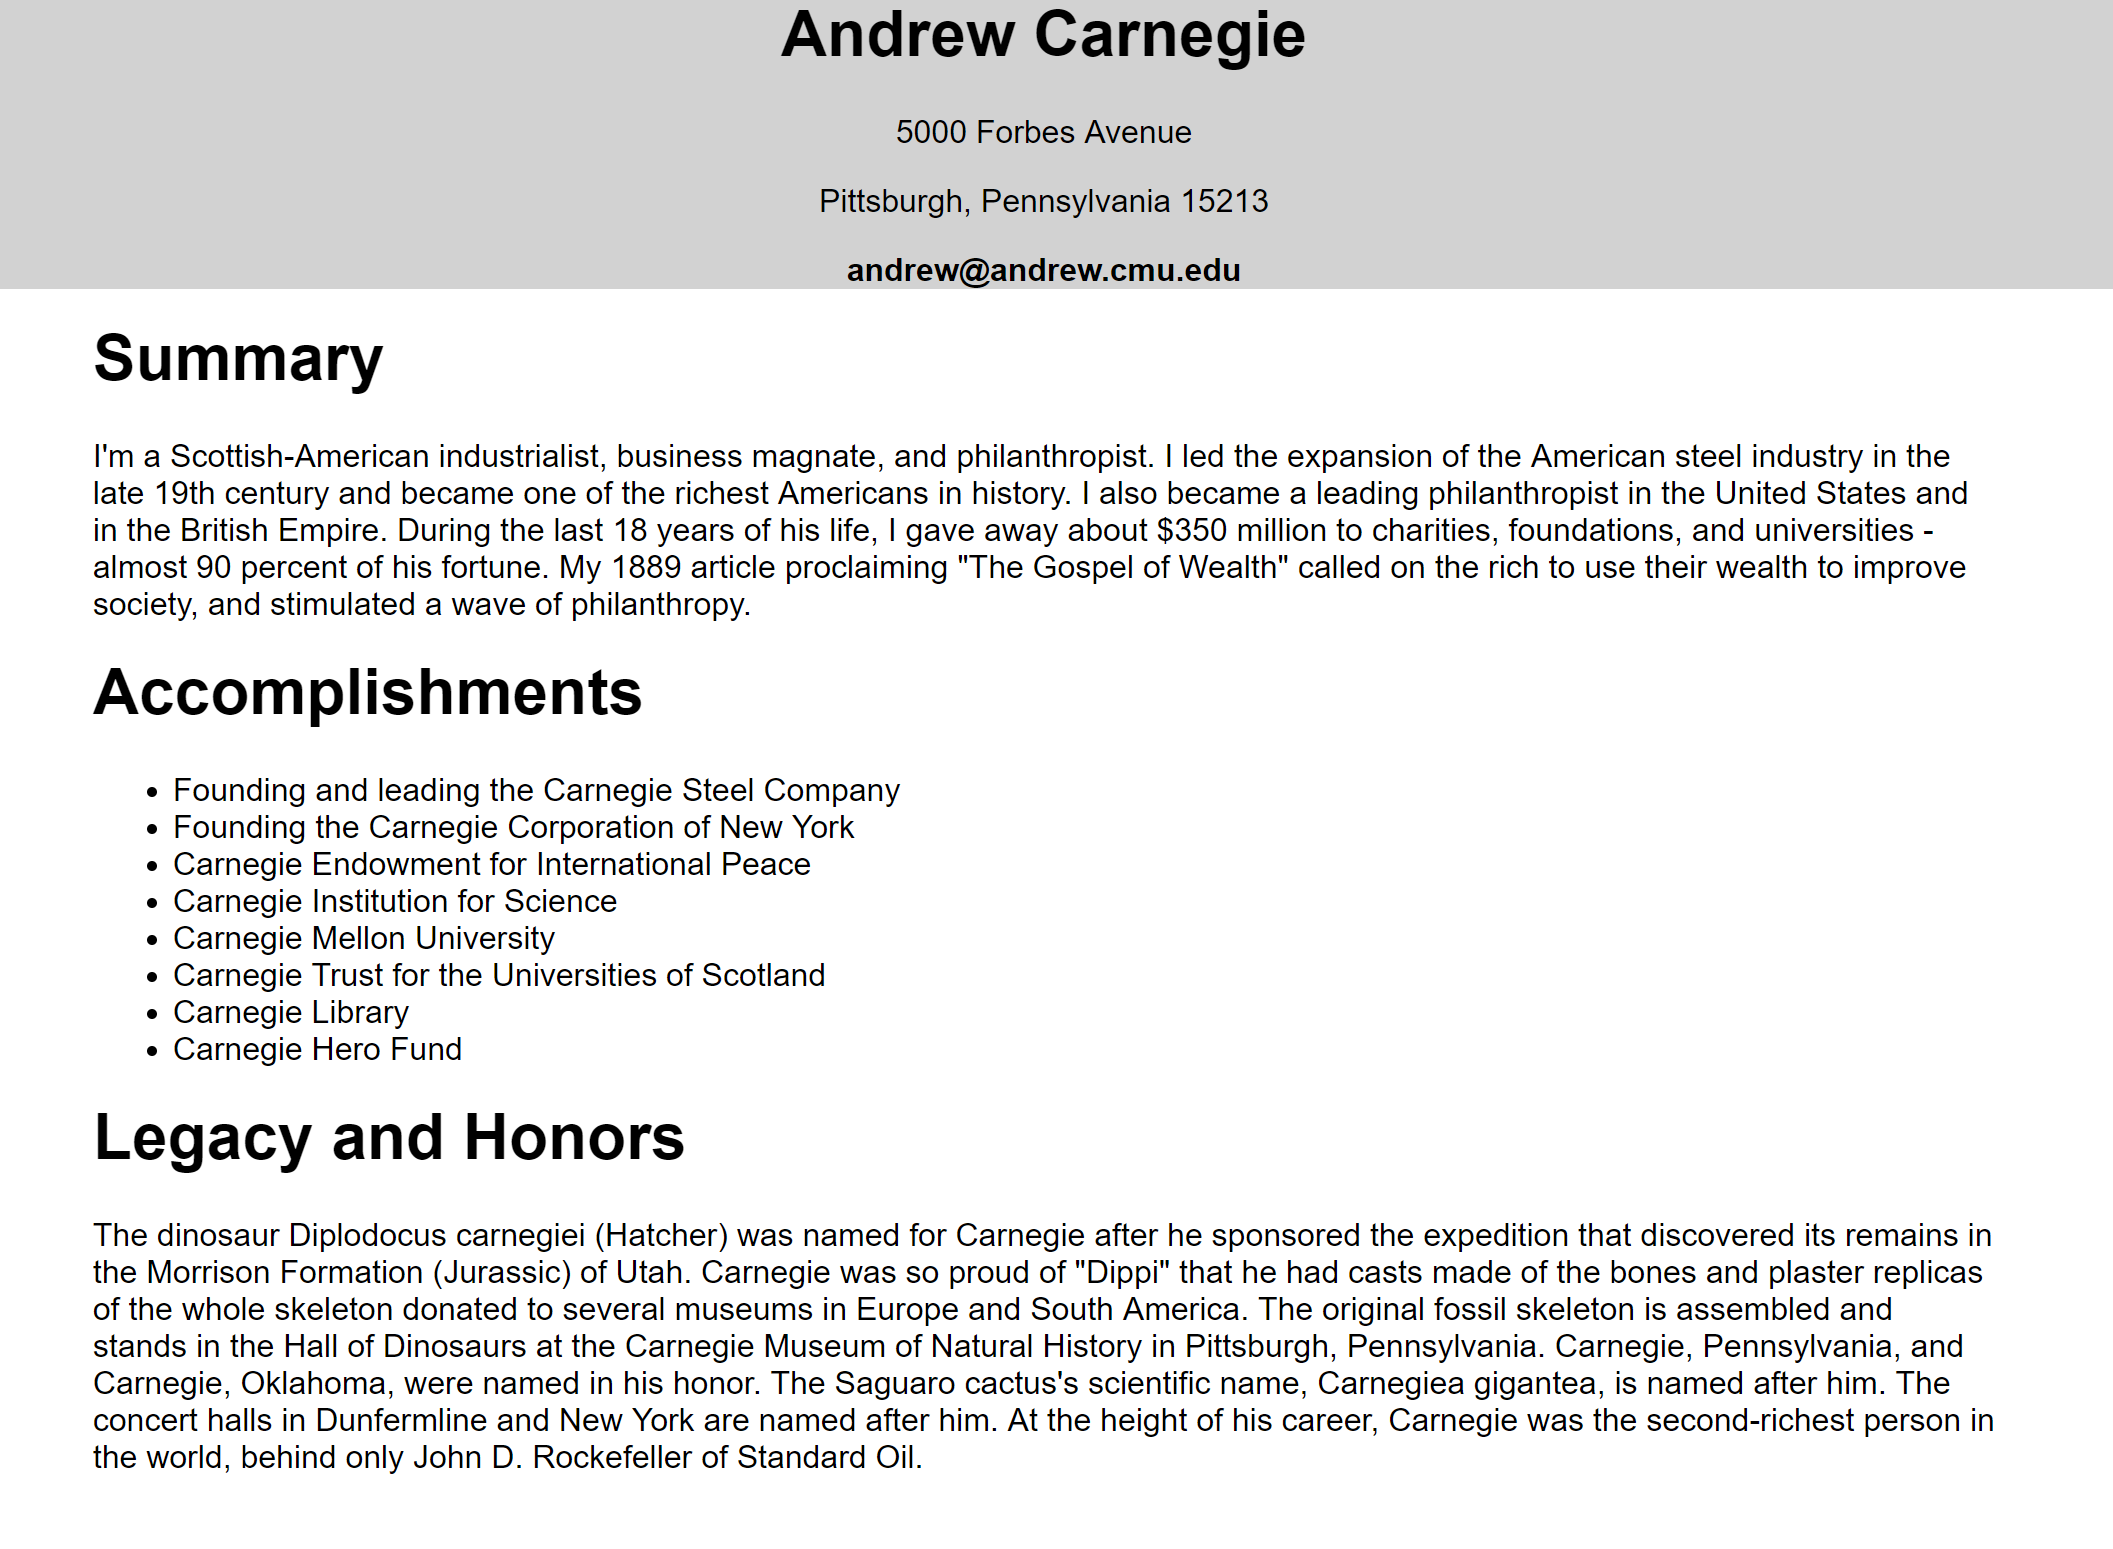 Andrew Carnegie
5000 Forbes Avenue
Pittsburgh, Pennsylvania 15213
andrew@andrew.cmu.edu
Summary
I'm a Scottish-American industrialist, business magnate, and philanthropist. I led the expansion of the American steel industry in the
late 19th century and became one of the richest Americans in history. I also became a leading philanthropist in the United States and
in the British Empire. During the last 18 years of his life, I gave away about $350 million to charities, foundations, and universities -
almost 90 percent of his fortune. My 1889 article proclaiming "The Gospel of Wealth" called on the rich to use their wealth to improve
society, and stimulated a wave of philanthropy.
Accomplishments
• Founding and leading the Carnegie Steel Company
• Founding the Carnegie Corporation of New York
• Carnegie Endowment for International Peace
• Carnegie Institution for Science
• Carnegie Mellon University
• Carnegie Trust for the Universities of Scotland
• Carnegie Library
• Carnegie Hero Fund
Legacy and Honors
The dinosaur Diplodocus carnegiei (Hatcher) was named for Carnegie after he sponsored the expedition that discovered its remains in
the Morrison Formation (Jurassic) of Utah. Carnegie was so proud of "Dippi" that he had casts made of the bones and plaster replicas
of the whole skeleton donated to several museums in Europe and South America. The original fossil skeleton is assembled and
stands in the Hall of Dinosaurs at the Carnegie Museum of Natural History in Pittsburgh, Pennsylvania. Carnegie, Pennsylvania, and
Carnegie, Oklahoma, were named in his honor. The Saguaro cactus's scientific name, Carnegiea gigantea, is named after him. The
concert halls in Dunfermline and New York are named after him. At the height of his career, Carnegie was the second-richest person in
the world, behind only John D. Rockefeller of Standard Oil.